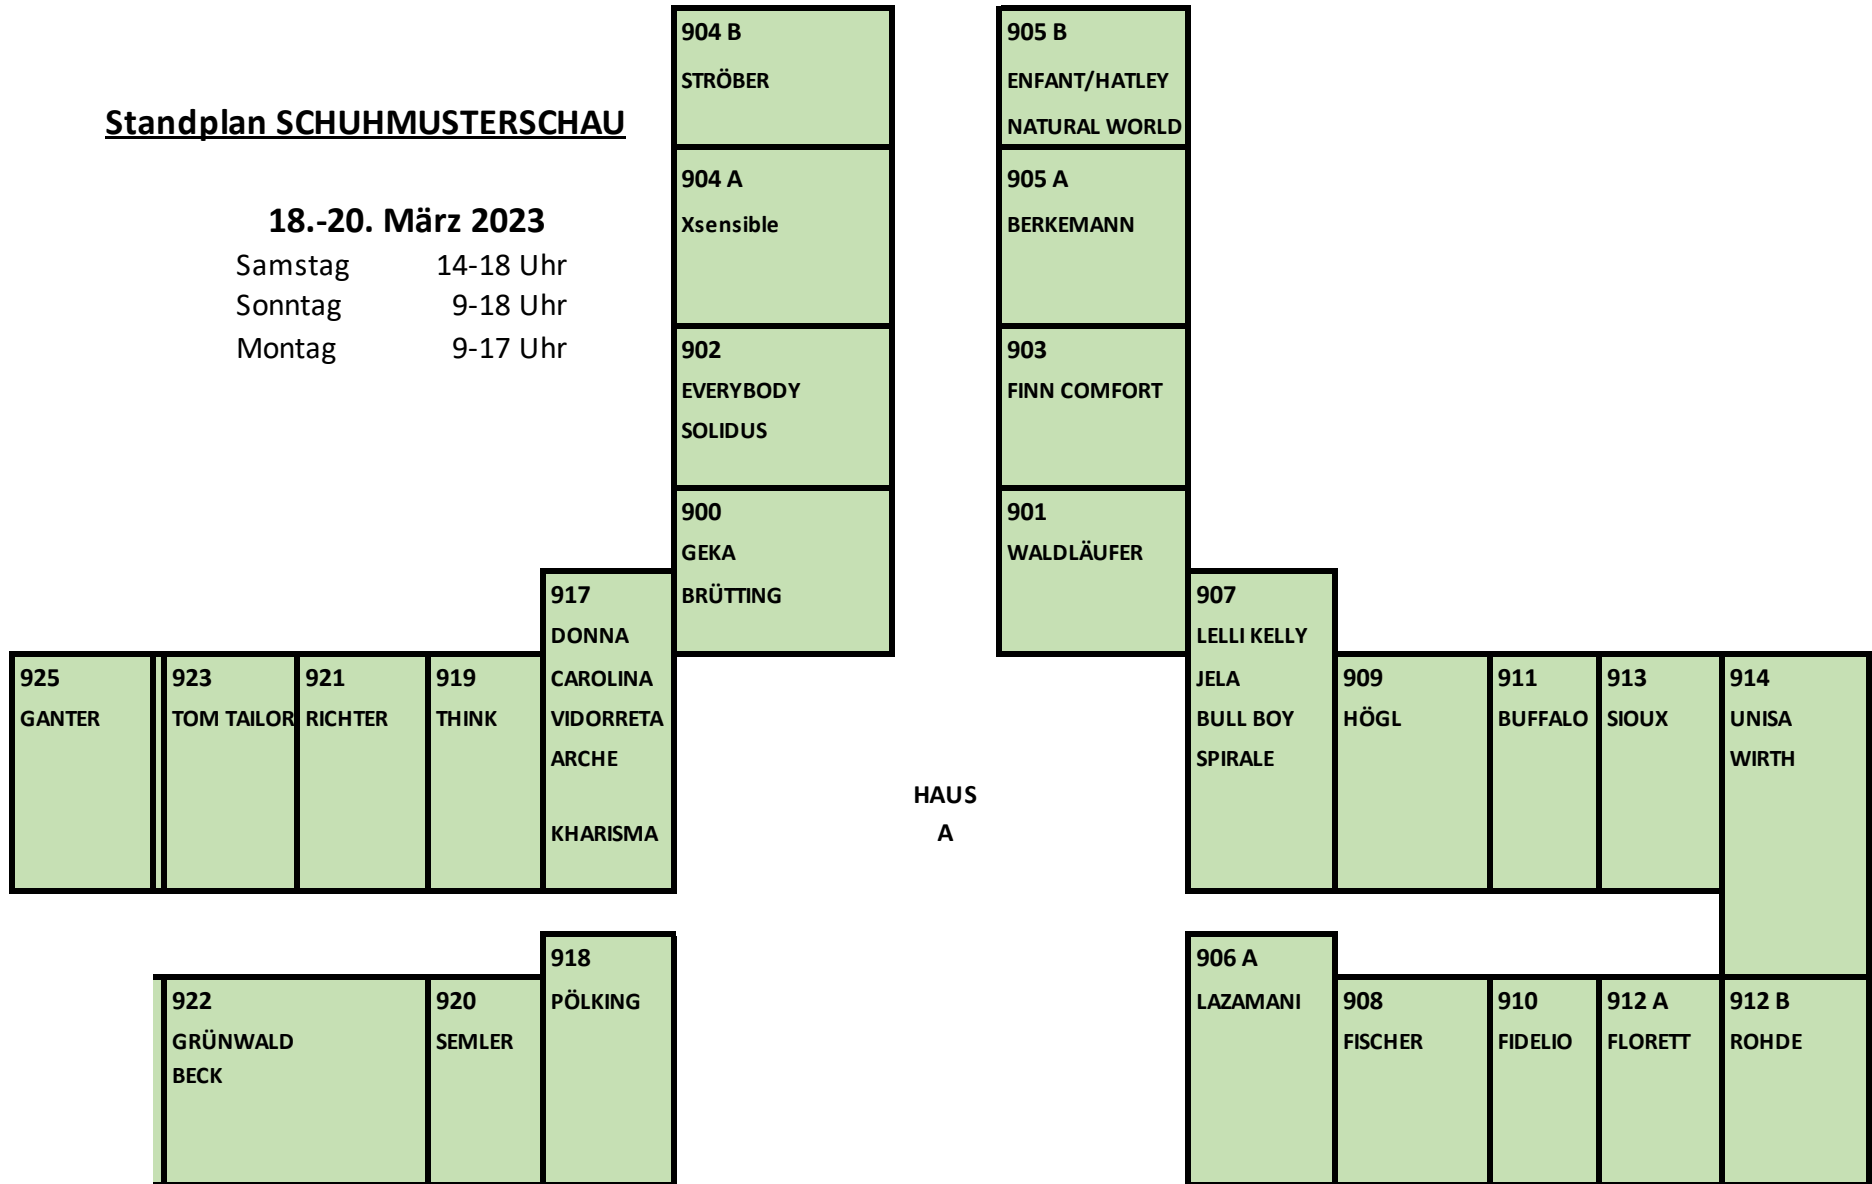 Standplan SCHUHMUSTERSCHAU
18.-20. März 2023
Samstag 14-18 Uhr
Sonntag 9-18 Uhr
Montag 9-17 Uhr
904 B
STRÖBER
904 A
Xsensible
902
EVERYBODY
SOLIDUS
900
GEKA
BRÜTTING
905 B
ENFANT/HATLEY
NATURAL WORLD
905 A
BERKEMANN
903
FINN COMFORT
901
WALDLÄUFER
925
GANTER
923
TOM TAILOR
921
RICHTER
919
THINK
917
DONNA
CAROLINA
VIDORRETA
ARCHE
KHARISMA
HAUS
A
907
LELLI KELLY
JELA
BULL BOY
SPIRALE
909
HÖGL
911
BUFFALO
913
SIOUX
914
UNISA
WIRTH
922
GRÜNWALD
BECK
920
SEMLER
918
PÖLKING
906 A
LAZAMANI
908
FISCHER
910
FIDELIO
912 A
FLORETT
912 B
ROHDE